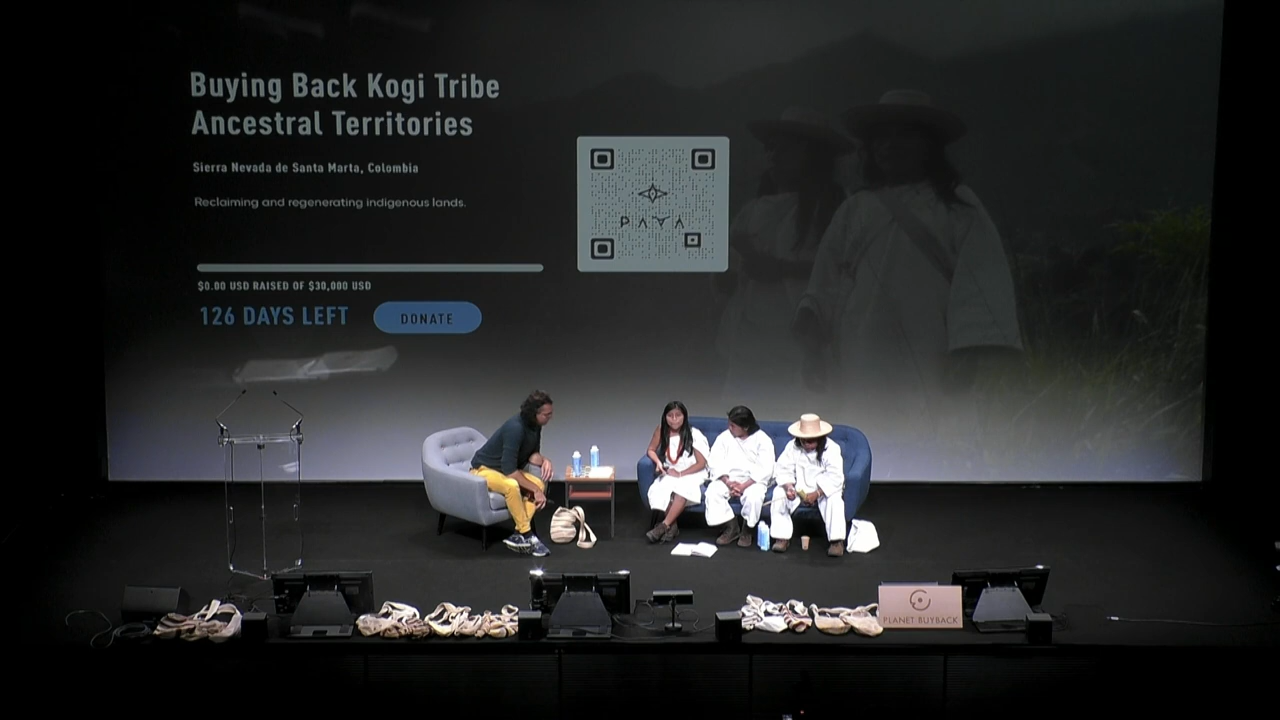 Buying Back Kogi Tribe
Ancestral Territories
Sierra Nevada de Santa Marta, Colombia
Reclaiming and regenerating indigenous lands.
$0.00 USD RAISED OF $30,000 USD
126 DAYS LEFT
DONATE
PAYA
PLANET BUYBACK